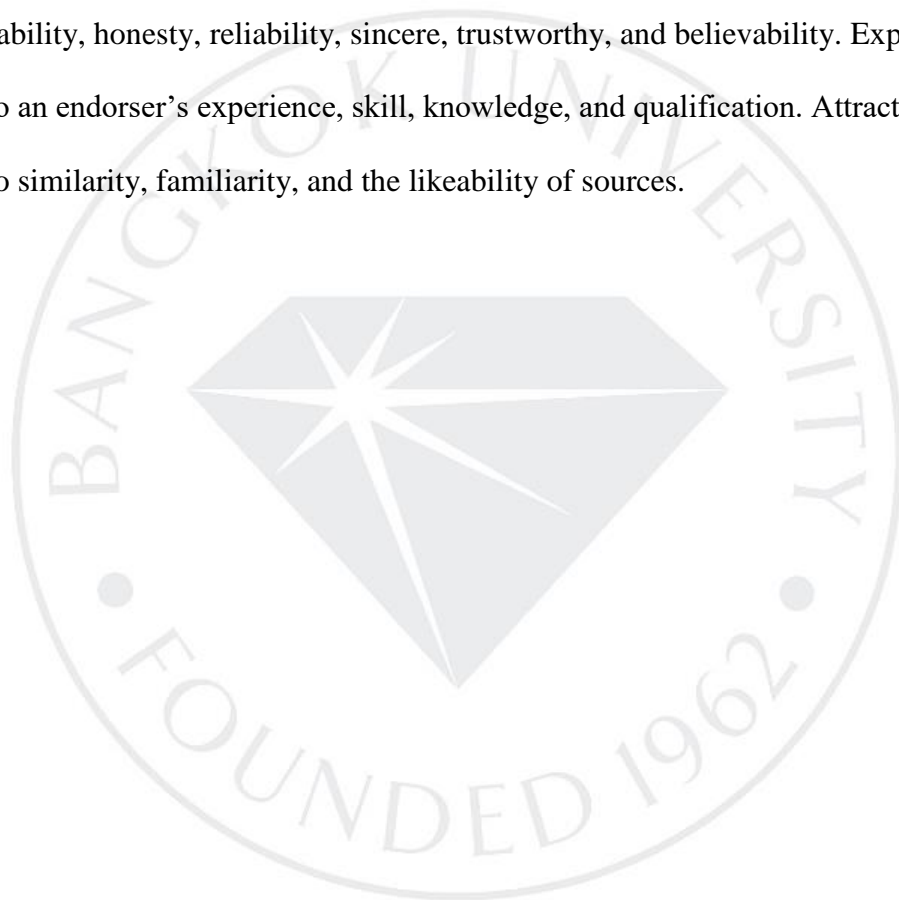 ability, honesty, reliability, sincere, trustworthy, and believability. Exp
o an endorser's experience, skill, knowledge, and qualification. Attract
o similarity, familiarity, and the likeability of sources.
BANGKOK UNIVERSITY
FOUNDED 1962